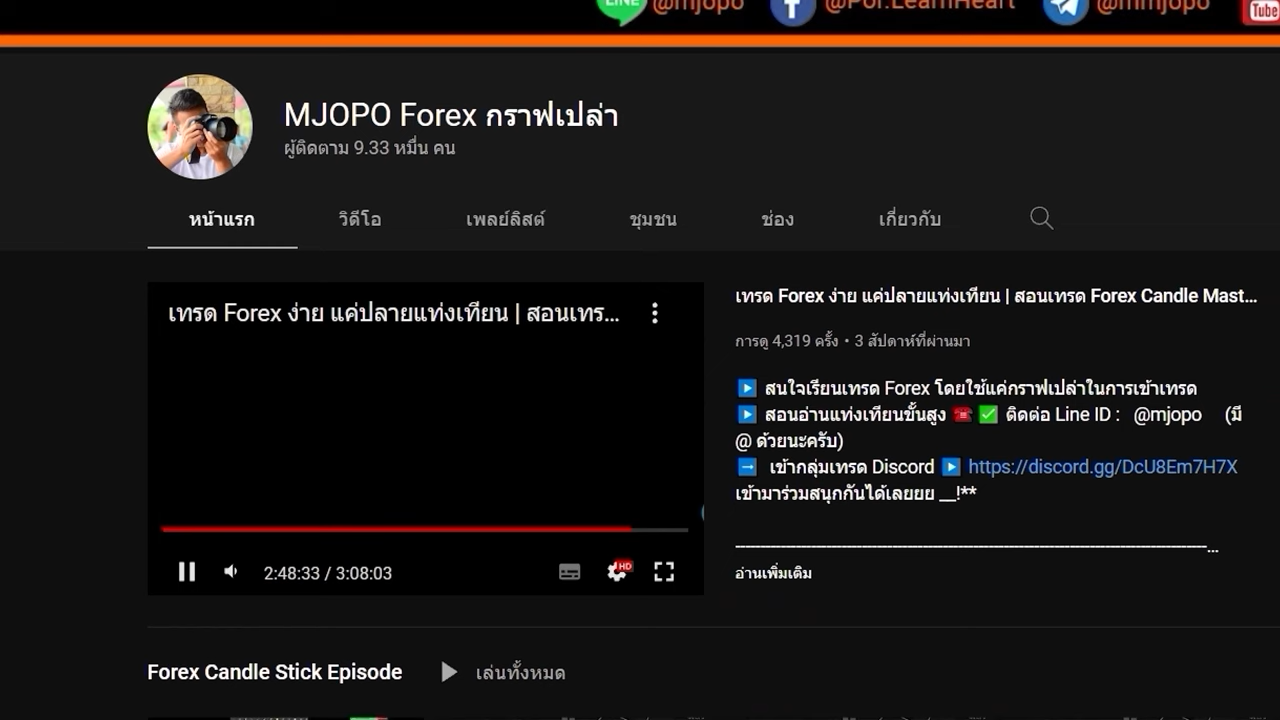 LINE @mjopo @Por.LearnHeart @mmjopo Tube
MJOPO Forex กราฟเปล่า
ผู้ติดตาม 9.33 หมื่น คน
หน้าแรก วิดีโอ เพลย์ลิสต์ ชุมชน ช่อง เกี่ยวกับ
เทรด Forex ง่าย แค่ปลายแท่งเทียน | สอนเทร...
เทรด Forex ง่าย แค่ปลายแท่งเทียน | สอนเทรด Forex Candle Mast...
การดู 4,319 ครั้ง • 3 สัปดาห์ที่ผ่านมา
▶ สนใจเรียนเทรด Forex โดยใช้แค่กราฟเปล่าในการเข้าเทรด
▶ สอนอ่านแท่งเทียนขั้นสูง ☎ ✅ ติดต่อ Line ID : @mjopo (มี
@ ด้วยนะครับ)
➡ เข้ากลุ่มเทรด Discord ▶ https://discord.gg/DcU8Em7H7X
เข้ามาร่วมสนุกกันได้เลยยย __!**
...
อ่านเพิ่มเติม
2:48:33 / 3:08:03 HD
Forex Candle Stick Episode ▶ เล่นทั้งหมด